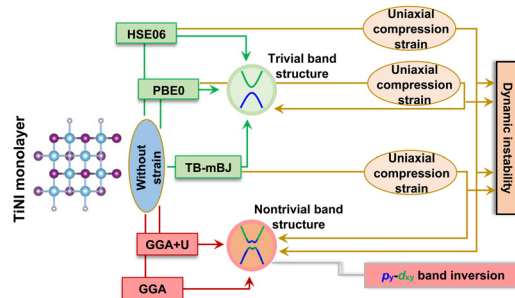 HSE06
Uniaxial
compression
strain
Trivial band
structure
PBE0
Uniaxial
compression
strain
TiNI monolayer
Without
strain
Dynamic instability
TB-mBJ
Uniaxial
compression
strain
Nontrivial band
structure
GGA+U
GGA
py-dxy band inversion